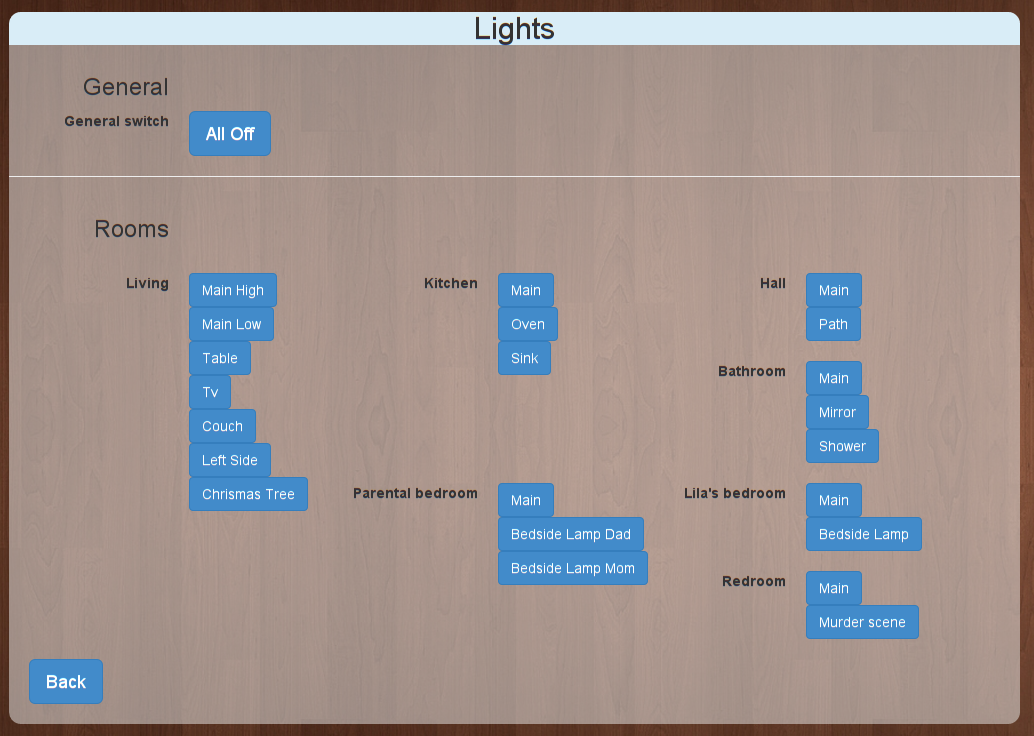 Lights
General
General switch
All Off
Rooms
Living
Main High
Main Low
Table
Tv
Couch
Left Side
Chrismas Tree
Kitchen
Main
Oven
Sink
Parental bedroom
Main
Bedside Lamp Dad
Bedside Lamp Mom
Hall
Main
Path
Bathroom
Main
Mirror
Shower
Lila's bedroom
Main
Bedside Lamp
Redroom
Main
Murder scene
Back